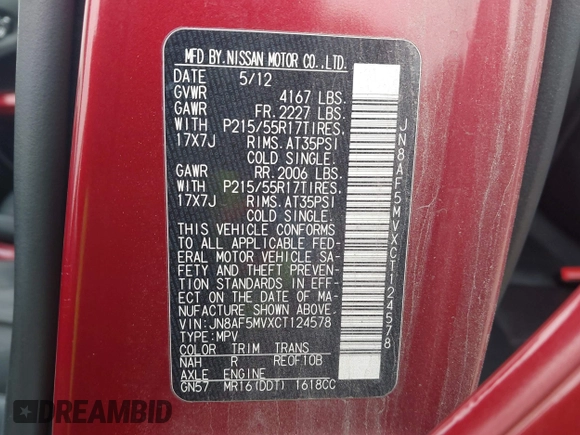 MFD BY. NISSAN MOTOR CO., LTD.
DATE 5/12
GVWR 4167 LBS.
GAWR FR. 2227 LBS.
WITH P215/55R17TIRES,
17X7J RIMS. AT35PSI
COLD SINGLE.
GAWR RR. 2006 LBS.
WITH P215/55R17TIRES,
17X7J RIMS. AT35PSI
COLD SINGLE.
THIS VEHICLE CONFORMS
TO ALL APPLICABLE FED-
ERAL MOTOR VEHICLE SA-
FETY AND THEFT PREVEN-
TION STANDARDS IN EFF-
ECT ON THE DATE OF MA-
NUFACTURE SHOWN ABOVE.
VIN: JN8AF5MVXCT124578
TYPE: MPV
COLOR TRIM TRANS
NAH R RE0F10B
AXLE ENGINE
GN57 MR16(DDT) 1618CC
JN8AF5MVXCT124578
DREAMBID
.COM